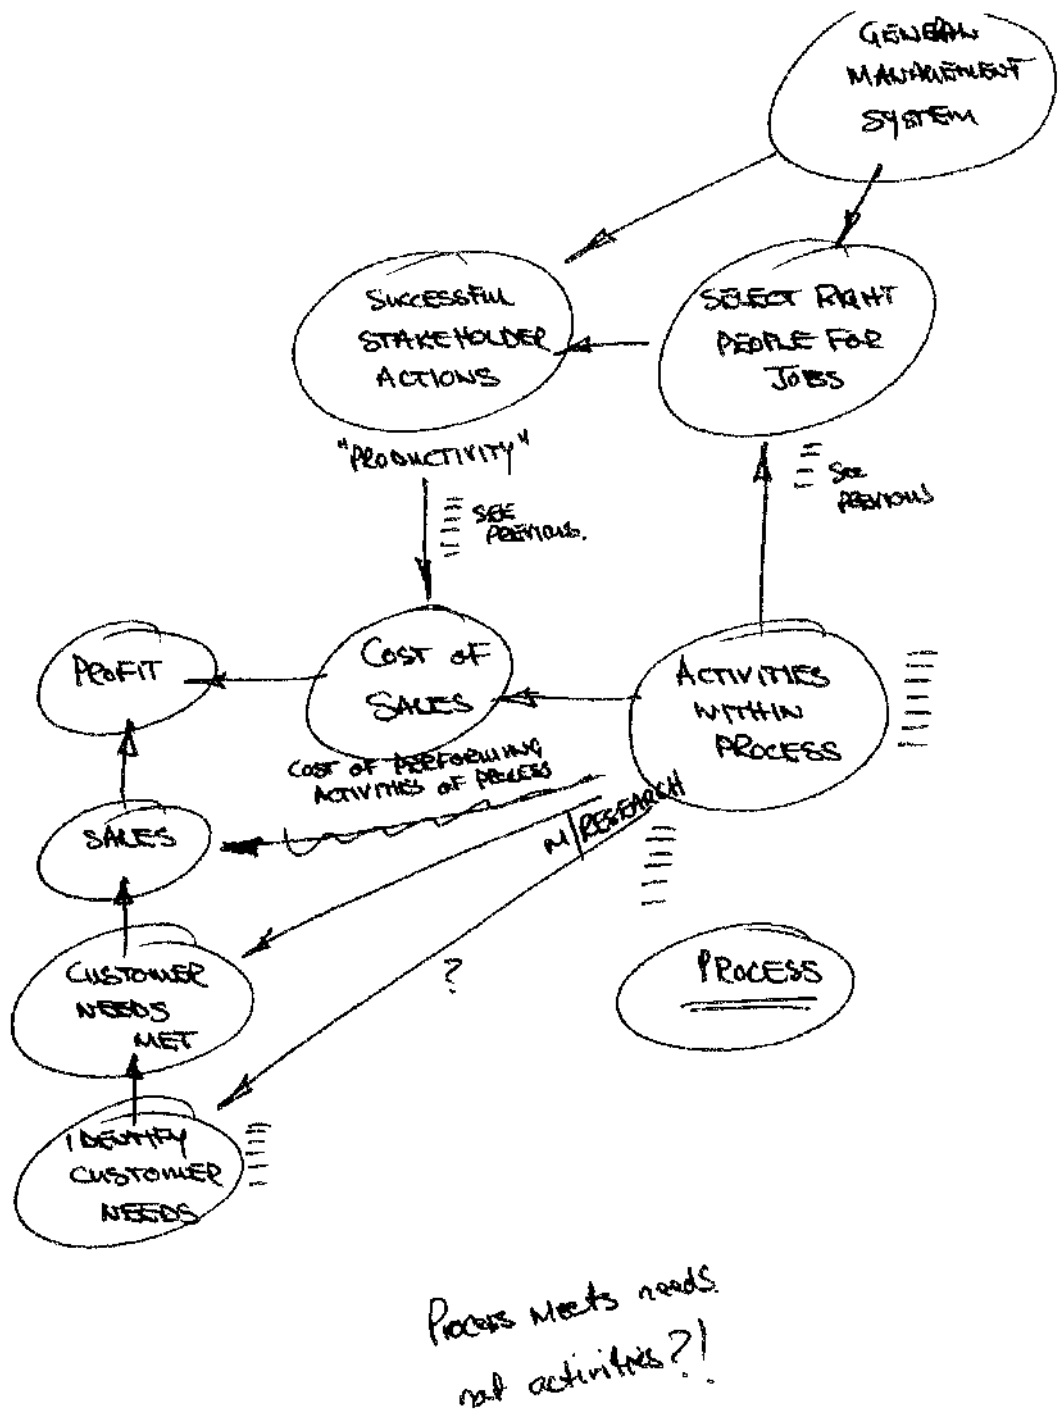 GENERAL
MANAGEMENT
SYSTEM
SUCCESSFUL
STAKEHOLDER
ACTIONS
SELECT RIGHT
PEOPLE FOR
JOBS
"PRODUCTIVITY"
SEE
PREVIOUS
SEE
PREVIOUS.
PROFIT
COST OF
SALES
ACTIVITIES
WITHIN
PROCESS
COST OF PERFORMING
ACTIVITIES OF PROCESS
SALES
M/RESEARCH
CUSTOMER
NEEDS
MET
?
PROCESS
IDENTIFY
CUSTOMER
NEEDS
Process meets needs.
not activities?!